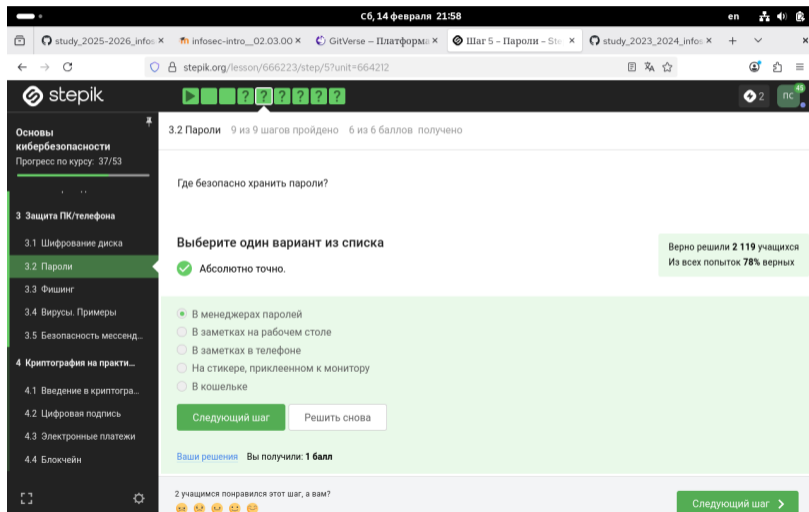 Сб, 14 февраля 21:58
en
study_2025-2026_infos
infosec-intro__02.03.00
GitVerse – Платформа
Шаг 5 – Пароли – Ste
study_2023_2024_infos
stepik.org/lesson/666223/step/5?unit=664212
stepik
? ? ? ? ? ?
2
ПС
45
Основы
кибербезопасности
Прогресс по курсу: 37/53
3.2 Пароли 9 из 9 шагов пройдено 6 из 6 баллов получено
Где безопасно хранить пароли?
3 Защита ПК/телефона
3.1 Шифрование диска
3.2 Пароли
3.3 Фишинг
3.4 Вирусы. Примеры
3.5 Безопасность мессенд...
4 Криптография на практи...
4.1 Введение в криптогра...
4.2 Цифровая подпись
4.3 Электронные платежи
4.4 Блокчейн
Выберите один вариант из списка
Абсолютно точно.
Верно решили 2 119 учащихся
Из всех попыток 78% верных
В менеджерах паролей
В заметках на рабочем столе
В заметках в телефоне
На стикере, приклеенном к монитору
В кошельке
Следующий шаг
Решить снова
Ваши решения Вы получили: 1 балл
2 учащимся понравился этот шаг, а вам?
Следующий шаг